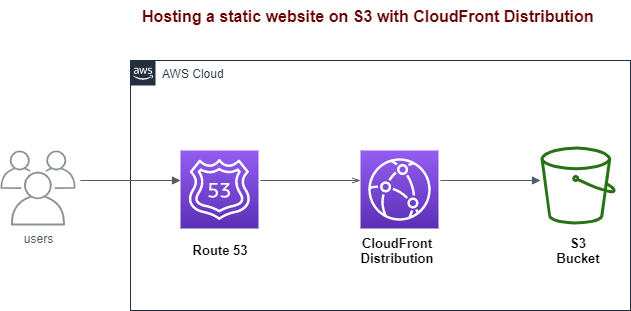 Hosting a static website on S3 with CloudFront Distribution
aws
AWS Cloud
53
users
Route 53
CloudFront
Distribution
S3
Bucket